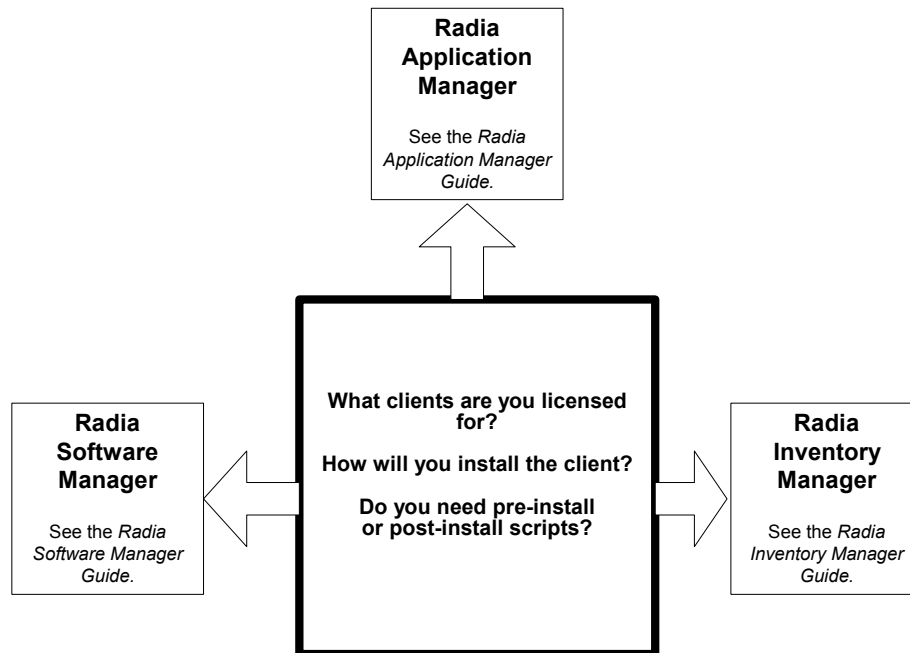 Radia
Application
Manager
See the Radia
Application Manager
Guide.
What clients are you licensed
for?
How will you install the client?
Do you need pre-install
or post-install scripts?
Radia
Software
Manager
See the Radia
Software Manager
Guide.
Radia
Inventory
Manager
See the Radia
Inventory Manager
Guide.